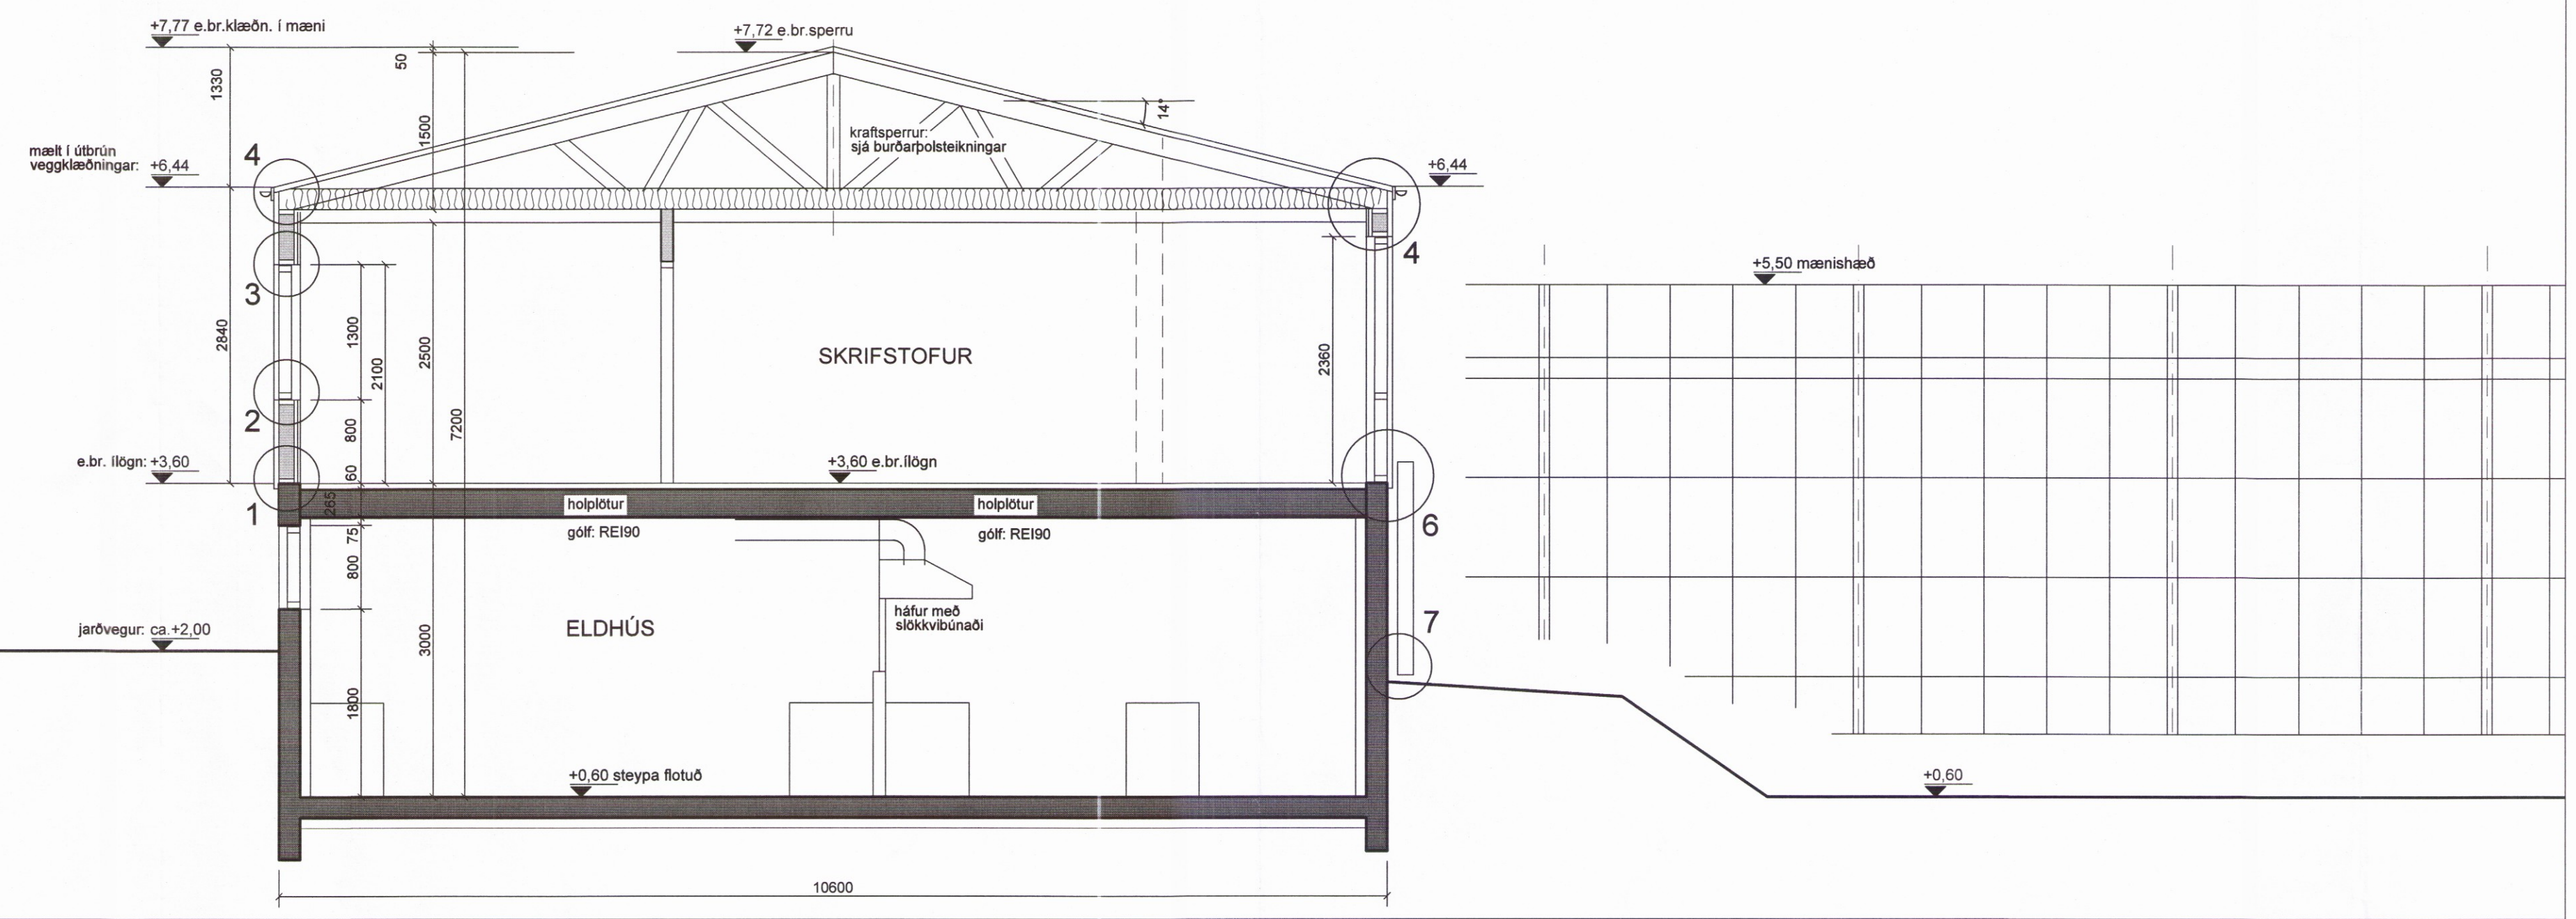 +7,77 e.br.klæðn. í mæni
+7,72 e.br.sperru
50
1330
1500
14°
kraftsperrur:
sjá burðarþolsteikningar
mælt í útbrún
veggklæðningar: +6,44
4
+6,44
4
+5,50 mænishæð
3
2840
1300
2100
2500
7200
SKRIFSTOFUR
2360
2
800
e.br. ílögn: +3,60
60
+3,60 e.br.ílögn
265
1
holplötur
holplötur
6
gólf: REI90
gólf: REI90
75
800
háfur með
slökkvibúnaði
7
jarðvegur: ca.+2,00
ELDHÚS
3000
1800
+0,60 steypa flotuð
+0,60
10600